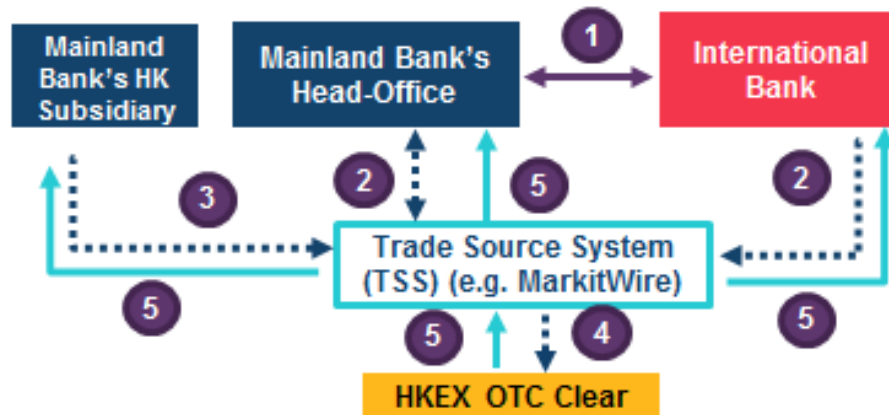 Mainland
Bank's HK
Subsidiary
Mainland Bank's
Head-Office
1
International
Bank
2
5
2
3
Trade Source System
(TSS) (e.g. MarkitWire)
5
5
5
4
HKEX OTC Clear